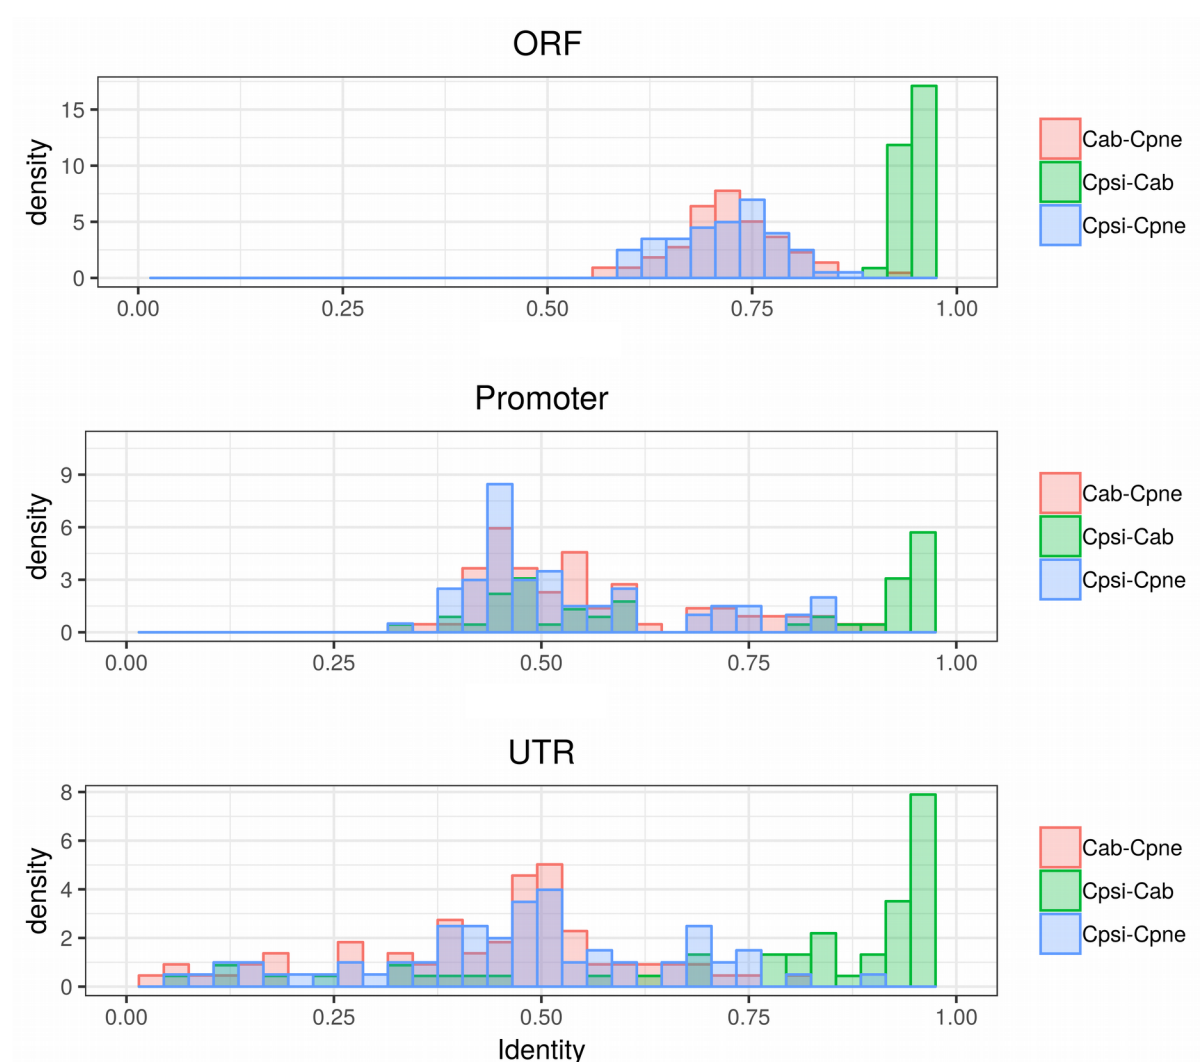 ORF
density
15
10
5
0
0.00 0.25 0.50 0.75 1.00
Cab-Cpne
Cpsi-Cab
Cpsi-Cpne
Promoter
density
9
6
3
0
0.00 0.25 0.50 0.75 1.00
Cab-Cpne
Cpsi-Cab
Cpsi-Cpne
UTR
density
8
6
4
2
0
0.00 0.25 0.50 0.75 1.00
Identity
Cab-Cpne
Cpsi-Cab
Cpsi-Cpne